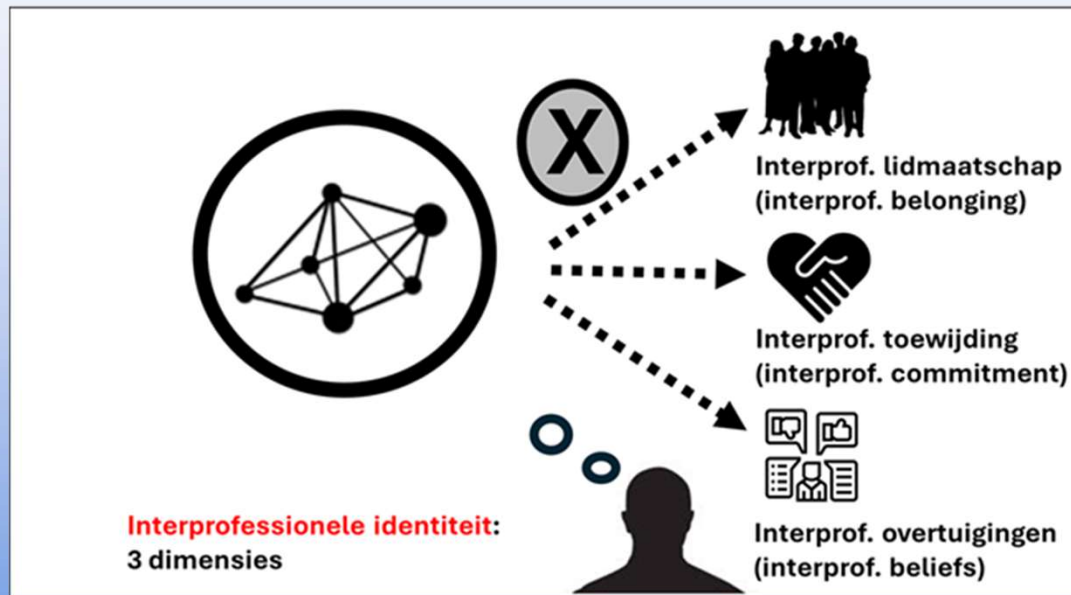 X
Interprof. lidmaatschap
(interprof. belonging)
Interprof. toewijding
(interprof. commitment)
Interprof. overtuigingen
(interprof. beliefs)
Interprofessionele identiteit:
3 dimensies